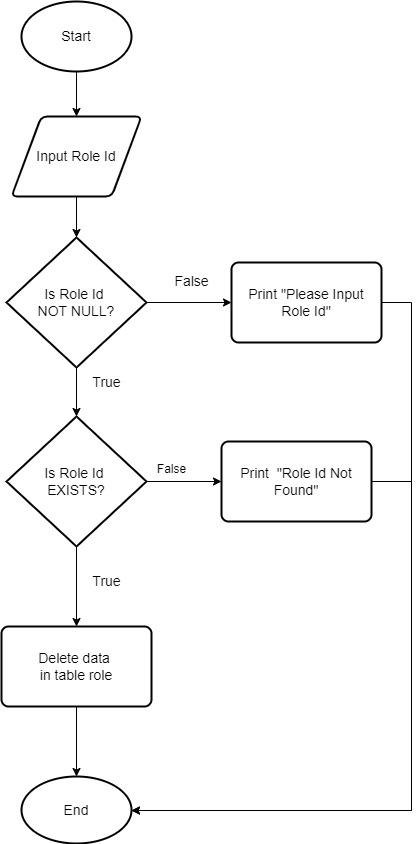 Start
Input Role Id
Is Role Id
NOT NULL?
False
Print "Please Input
Role Id"
True
Is Role Id
EXISTS?
False
Print  "Role Id Not
Found"
True
Delete data
in table role
End